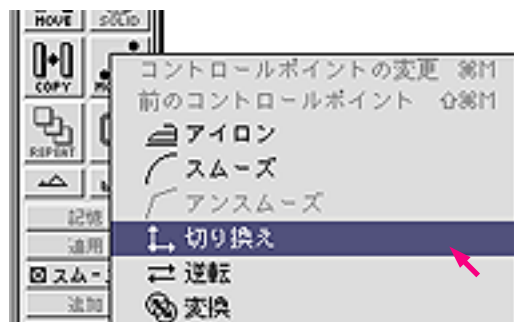 MOVE
SOLID
COPY
REPEAT
コントロールポイントの変更 ⌘M
前のコントロールポイント ⇧⌘M
アイロン
スムーズ
アンスムーズ
切り換え
逆転
変換
記憶
適用
スムー
追加